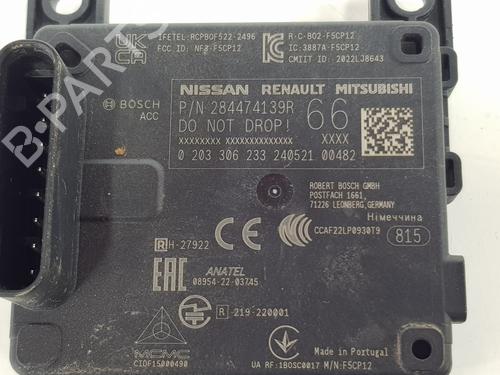 UK CA
IFETEL: RCPBOF522-2496
FCC ID: NF3-F5CP12
R-C-BO2-F5CP12
IC: 3887A-F5CP12
CMIIT ID: 2022LJ8643
BOSCH
ACC
NISSAN RENAULT MITSUBISHI
P/N 284474139R
DO NOT DROP!
66
XXXXXXXX XXXXXXXXXXXXXX XXXX
0 203 306 233 240521 00482
ROBERT BOSCH GMBH
POSTFACH 1661,
71226 LEONBERG, GERMANY
Німеччина
R H-27922
CE
CCC
CCAF22LP0930T9
815
EAC
ANATEL
08954-22-03745
R 219-220001
MCMC
CIDF15000490
UA RF: 1BOSC0017
Made in Portugal
M/N: F5CP12